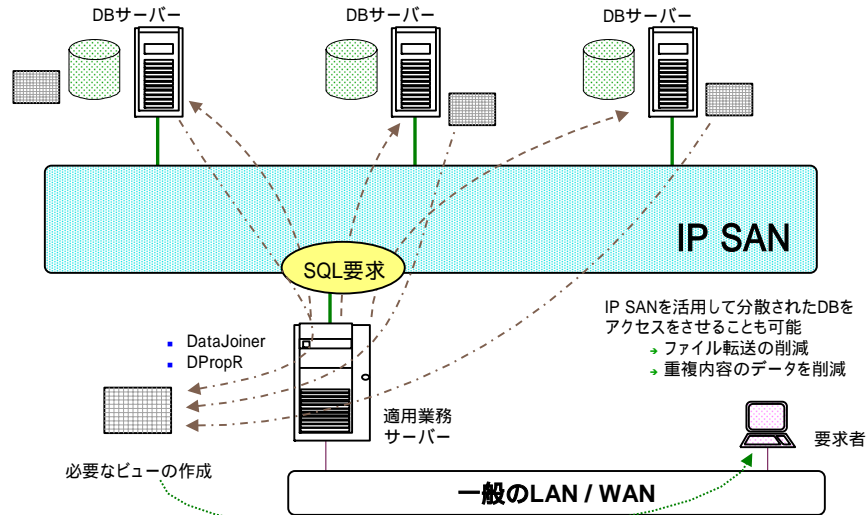 DBサーバー
DBサーバー
DBサーバー
IP SAN
SQL要求
IP SANを活用して分散されたDBを
アクセスをさせることも可能
→ ファイル転送の削減
→ 重複内容のデータを削減
▪ DataJoiner
▪ DPropR
適用業務
サーバー
要求者
必要なビューの作成
一般のLAN / WAN